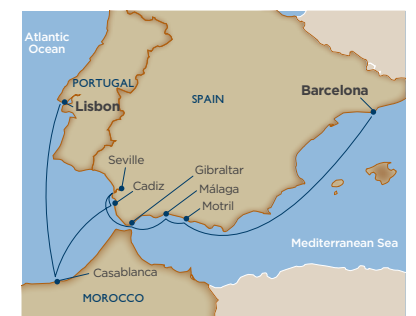 Atlantic
Ocean
PORTUGAL
Lisbon
SPAIN
Barcelona
Seville
Cadiz
Gibraltar
Málaga
Motril
Mediterranean Sea
Casablanca
MOROCCO